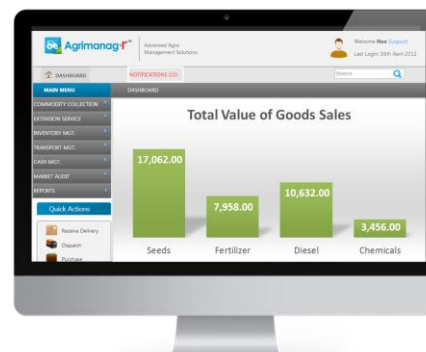 Agrimanag·r™
Advanced Agro
Management Solutions
Welcome Neo (Logout)
Last Login: 16th April 2012
DASHBOARD
NOTIFICATIONS (12)
Search
MAIN MENU
DASHBOARD
COMMODITY COLLECTION
EXTENSION SERVICE
INVENTORY MGT.
TRANSPORT MGT.
CASH MGT.
MARKET AUDIT
REPORTS
Quick Actions
Receive Delivery
Dispatch
Purchase
Total Value of Goods Sales
17,062.00
7,958.00
10,632.00
3,456.00
Seeds
Fertilizer
Diesel
Chemicals